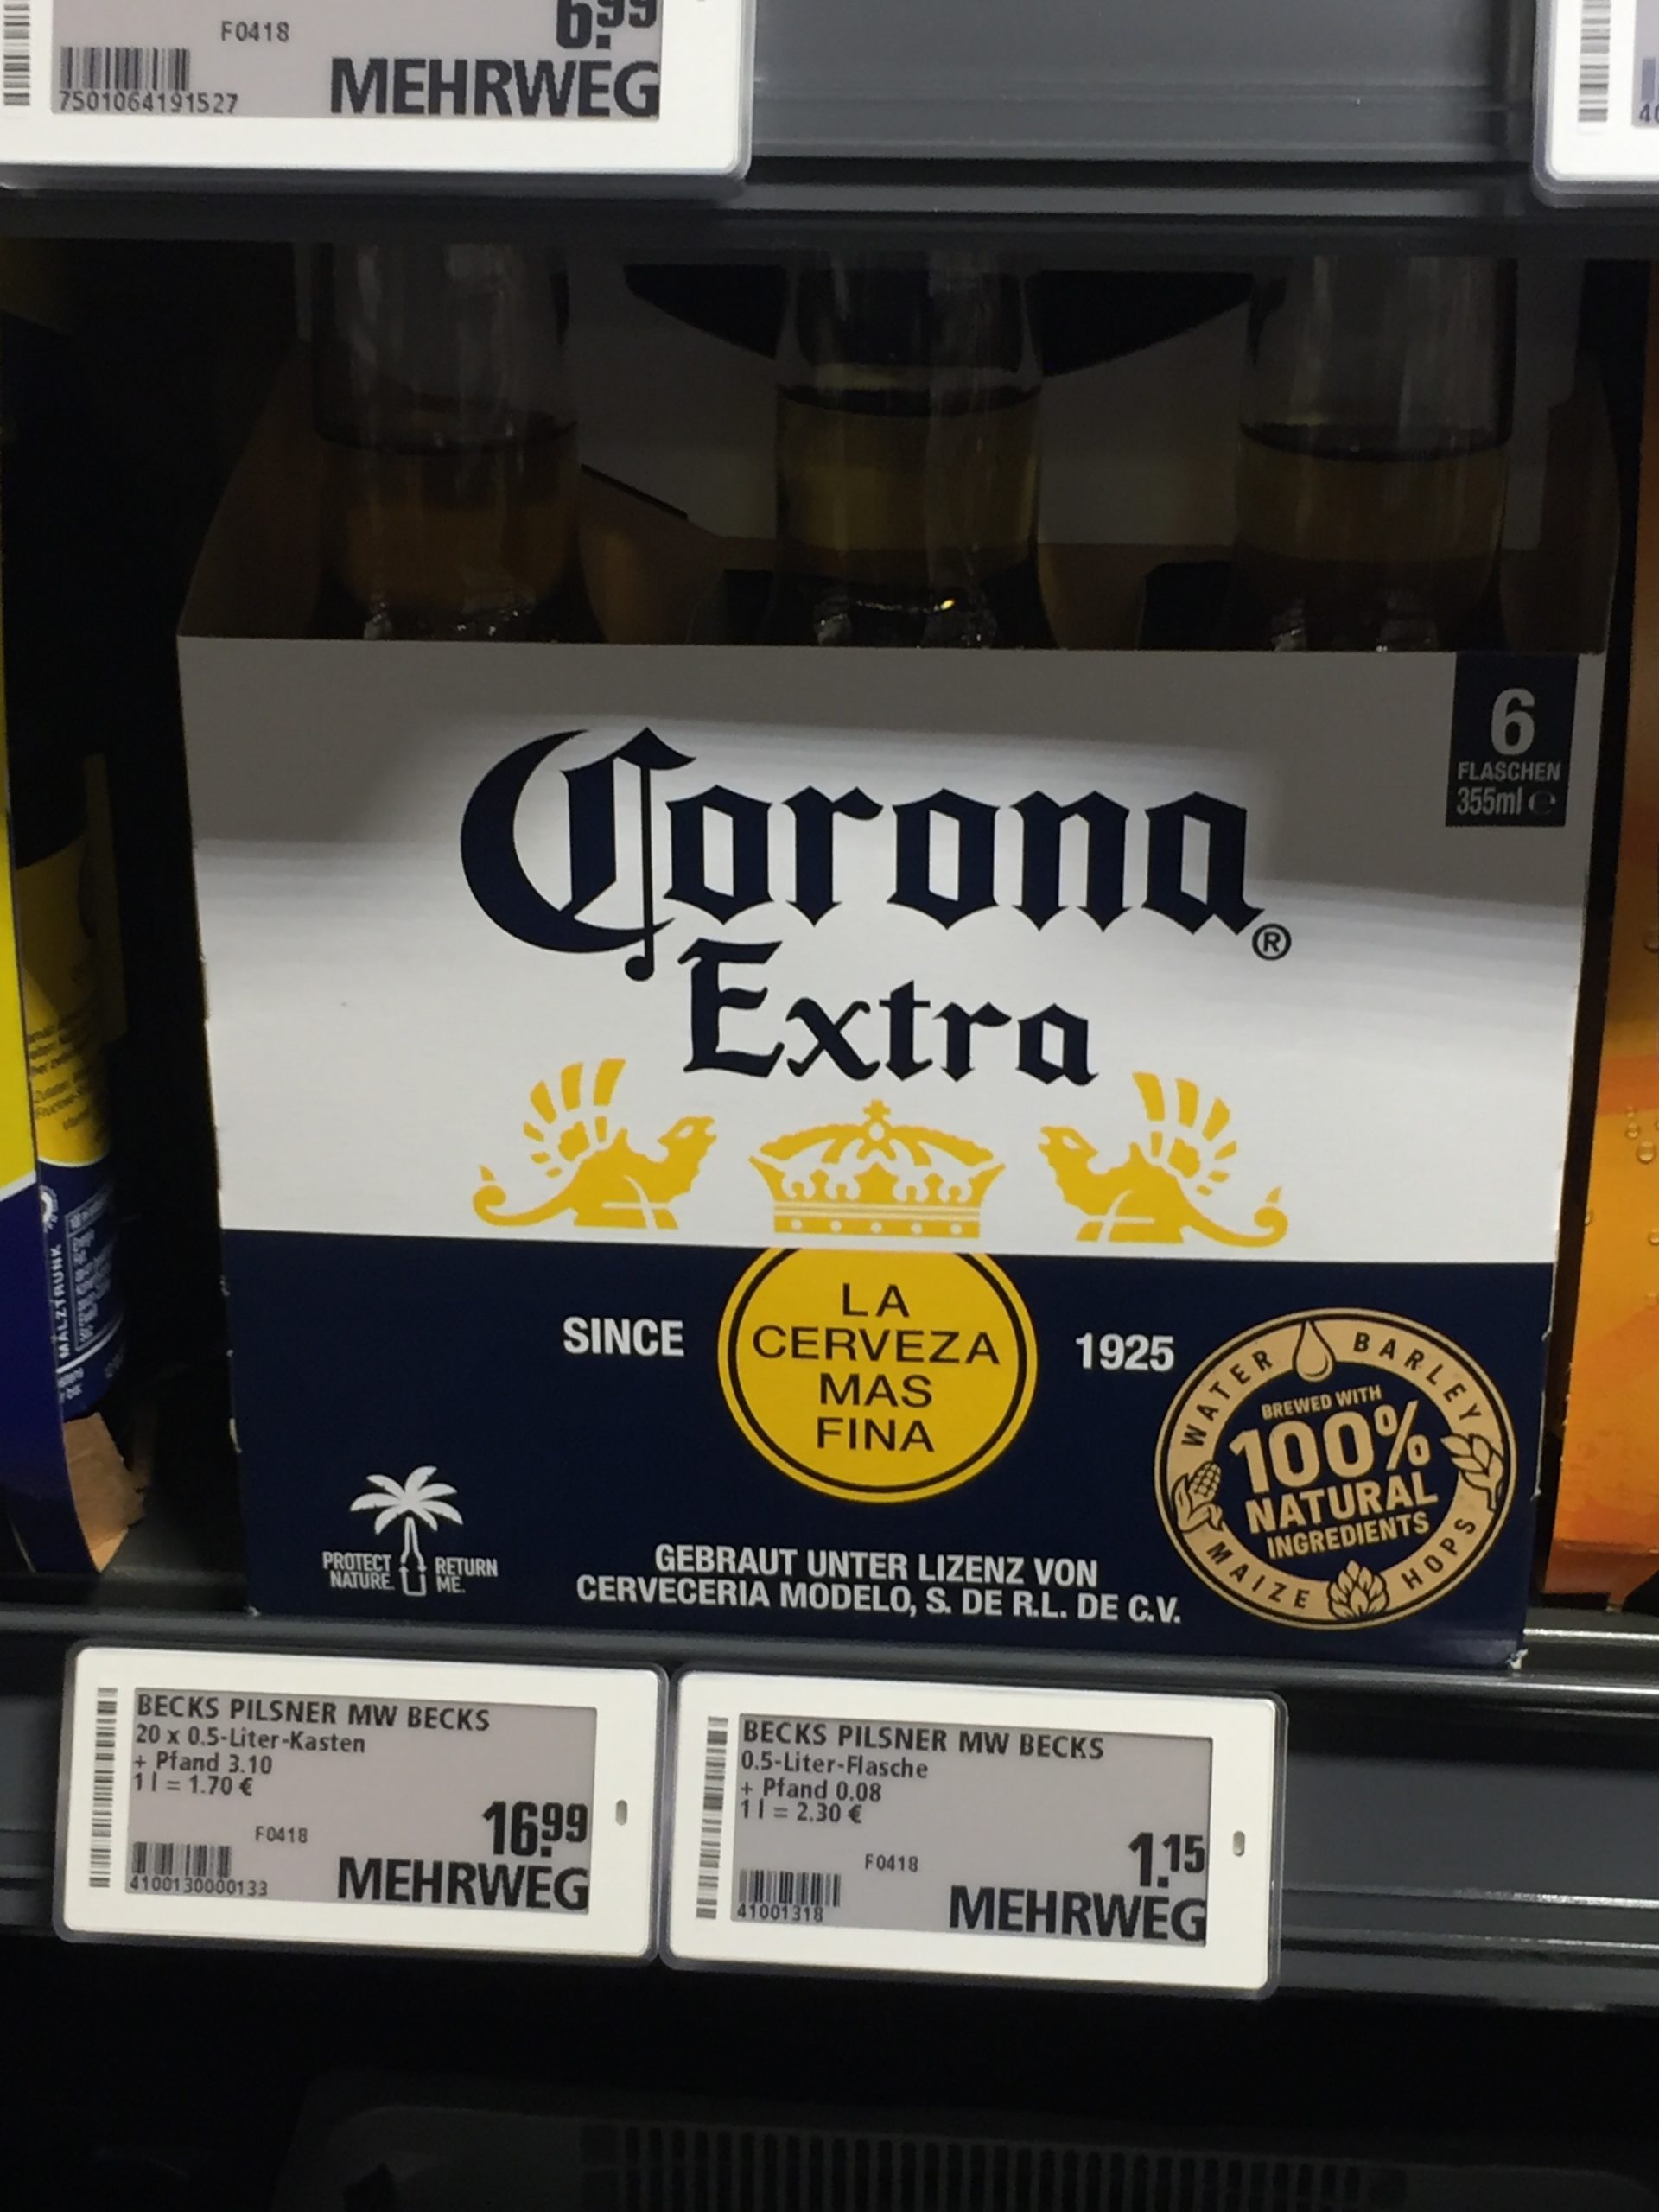 6.99
F0418
7501064191527
MEHRWEG
6
FLASCHEN
355ml e
Corona
®
Extra
LA
CERVEZA
MAS
FINA
SINCE
1925
WATER
BARLEY
BREWED WITH
100%
NATURAL
INGREDIENTS
MAIZE
HOPS
PROTECT
NATURE.
RETURN
ME.
GEBRAUT UNTER LIZENZ VON
CERVECERIA MODELO, S. DE R.L. DE C.V.
MALZTRUNK
BECKS PILSNER MW BECKS
20 x 0.5-Liter-Kasten
+ Pfand 3.10
1 l = 1.70 €
F0418
16.99
4100130000133
MEHRWEG
BECKS PILSNER MW BECKS
0.5-Liter-Flasche
+ Pfand 0.08
1 l = 2.30 €
F0418
1.15
41001318
MEHRWEG